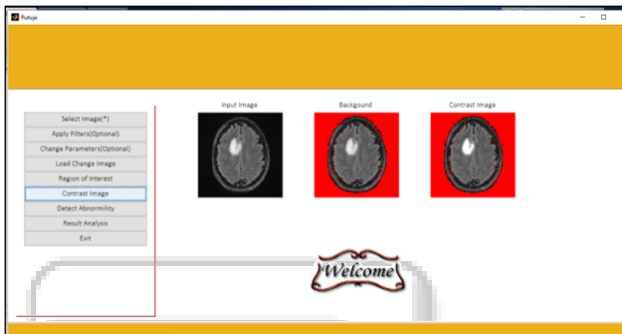 Rutuja
Input Image
Backgound
Contrast Image
Select Image(*)
Apply Filters(Optional)
Change Parameters(Optional)
Load Change Image
Region of Interest
Contrast Image
Detect Abnormility
Result Analysis
Exit
Welcome